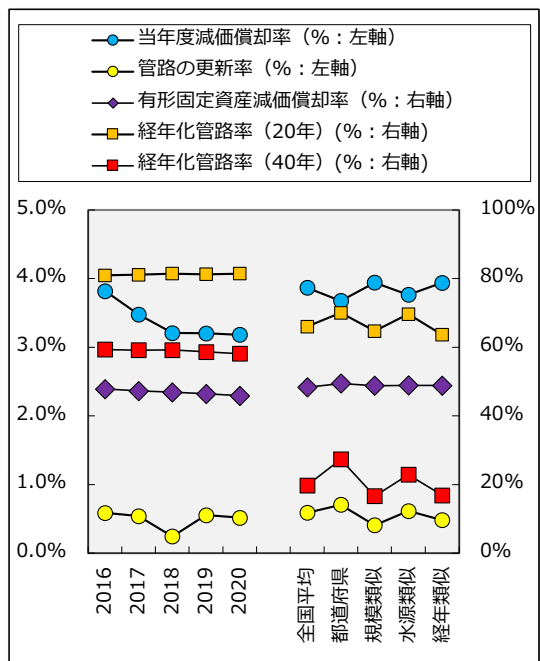 当年度減価償却率（%：左軸）
管路の更新率（%：左軸）
有形固定資産減価償却率（%：右軸）
経年化管路率（20年）(%：右軸)
経年化管路率（40年）(%：右軸)
5.0%
4.0%
3.0%
2.0%
1.0%
0.0%
100%
80%
60%
40%
20%
0%
2016
2017
2018
2019
2020
全国平均
都道府県
規模類似
水源類似
経年類似